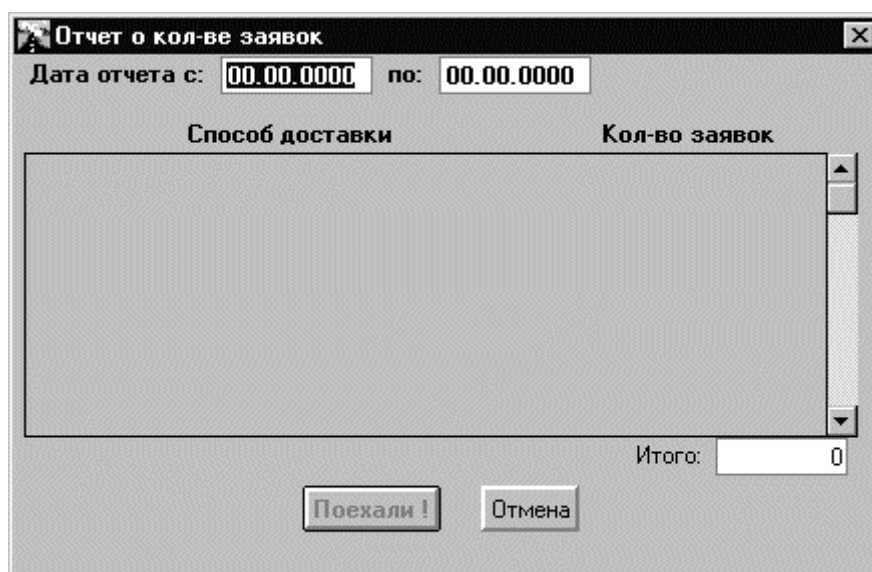 Отчет о кол-ве заявок
Дата отчета с: 00.00.0000 по: 00.00.0000
Способ доставки Кол-во заявок
Итого: 0
Поехали ! Отмена